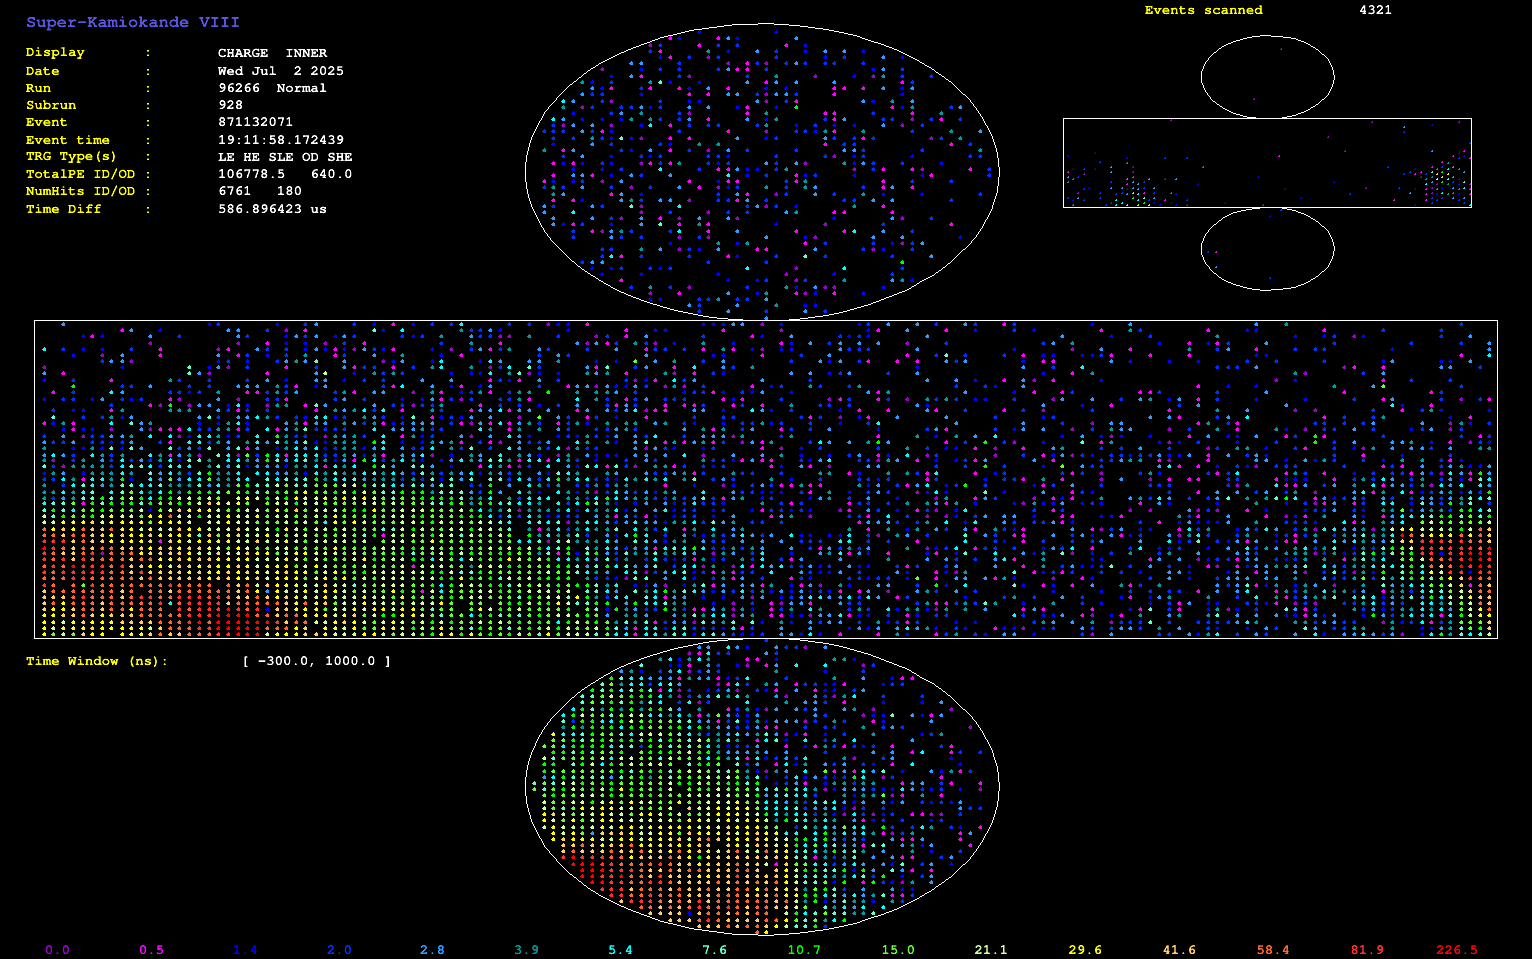 Super-Kamiokande VIII
Display : CHARGE INNER
Date : Wed Jul 2 2025
Run : 96266 Normal
Subrun : 928
Event : 871132071
Event time : 19:11:58.172439
TRG Type(s) : LE HE SLE OD SHE
TotalPE ID/OD : 106778.5 640.0
NumHits ID/OD : 6761 180
Time Diff : 586.896423 us
Events scanned 4321
Time Window (ns): [ -300.0, 1000.0 ]
0.0 0.5 1.4 2.0 2.8 3.9 5.4 7.6 10.7 15.0 21.1 29.6 41.6 58.4 81.9 226.5